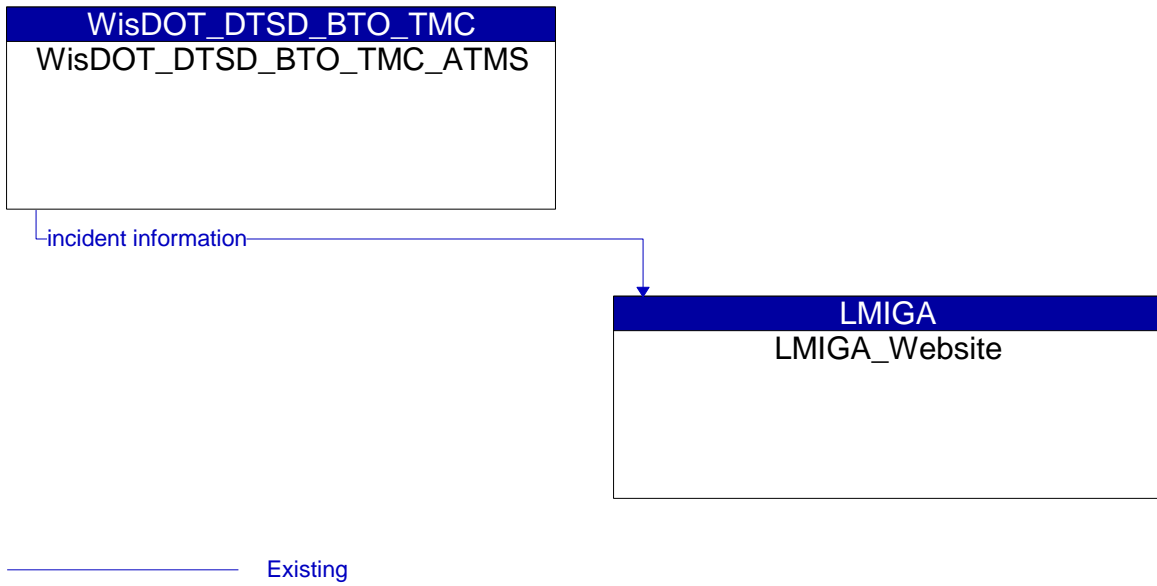 WisDOT_DTSD_BTO_TMC
WisDOT_DTSD_BTO_TMC_ATMS
incident information
LMIGA
LMIGA_Website
Existing